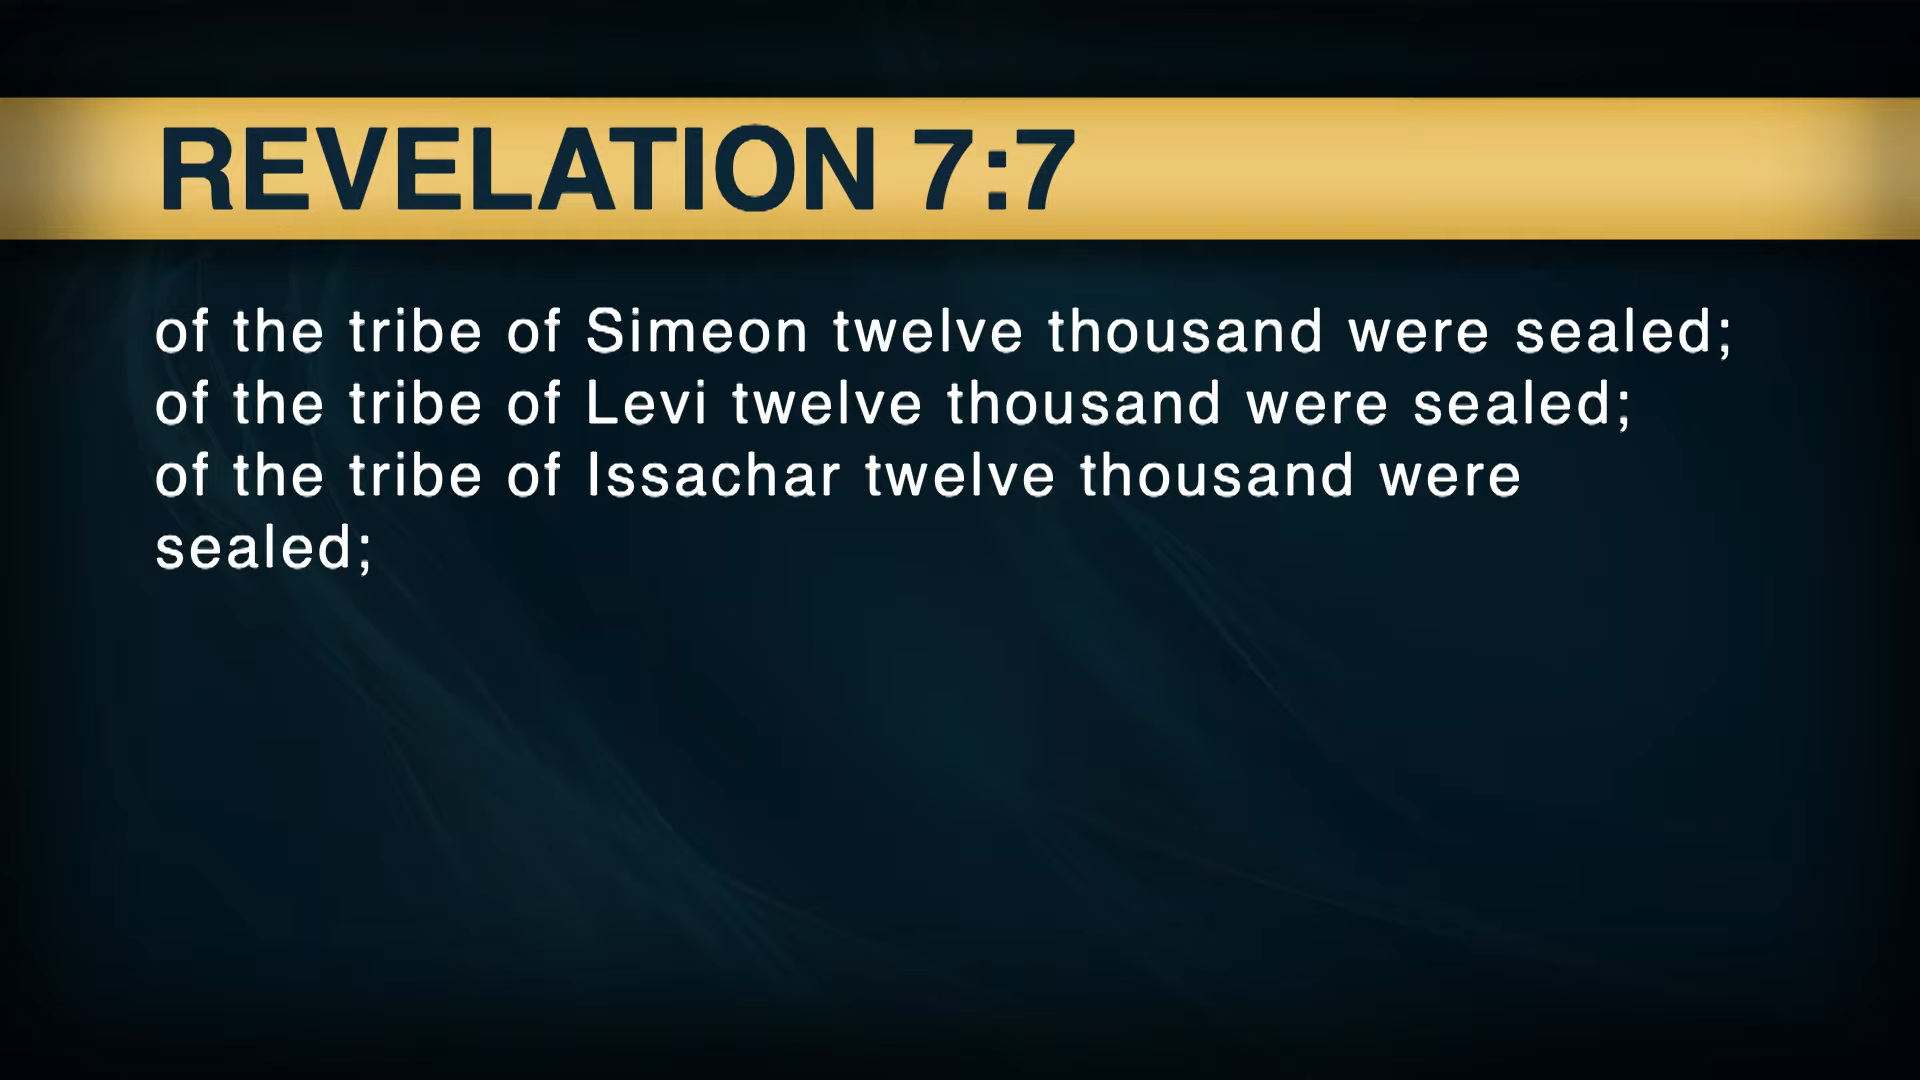 REVELATION 7:7
of the tribe of Simeon twelve thousand were sealed;
of the tribe of Levi twelve thousand were sealed;
of the tribe of Issachar twelve thousand were
sealed;